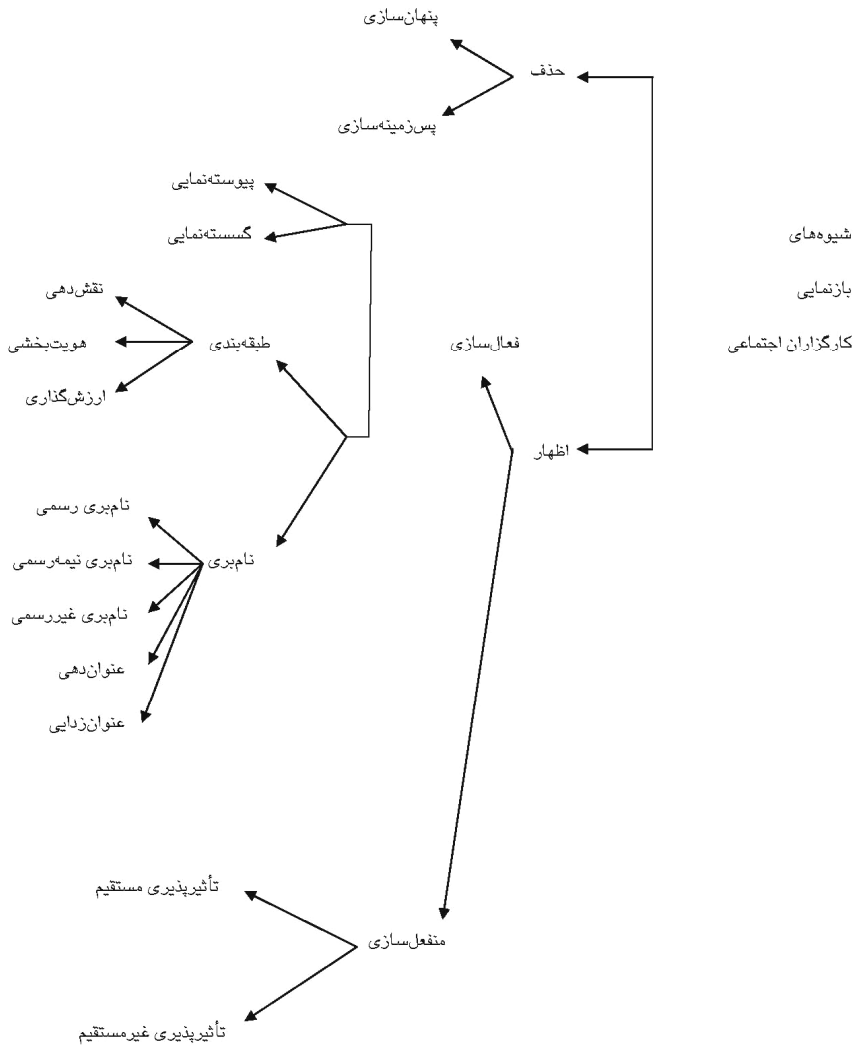 شیوه‌های
بازنمایی
کارگزاران اجتماعی
حذف
پنهان‌سازی
پس‌زمینه‌سازی
اظهار
فعال‌سازی
پیوسته‌نمایی
گسسته‌نمایی
طبقه‌بندی
نقش‌دهی
هویت‌بخشی
ارزش‌گذاری
نام‌بری
نام‌بری رسمی
نام‌بری نیمه‌رسمی
نام‌بری غیررسمی
عنوان‌دهی
عنوان‌زدایی
منفعل‌سازی
تأثیرپذیری مستقیم
تأثیرپذیری غیرمستقیم